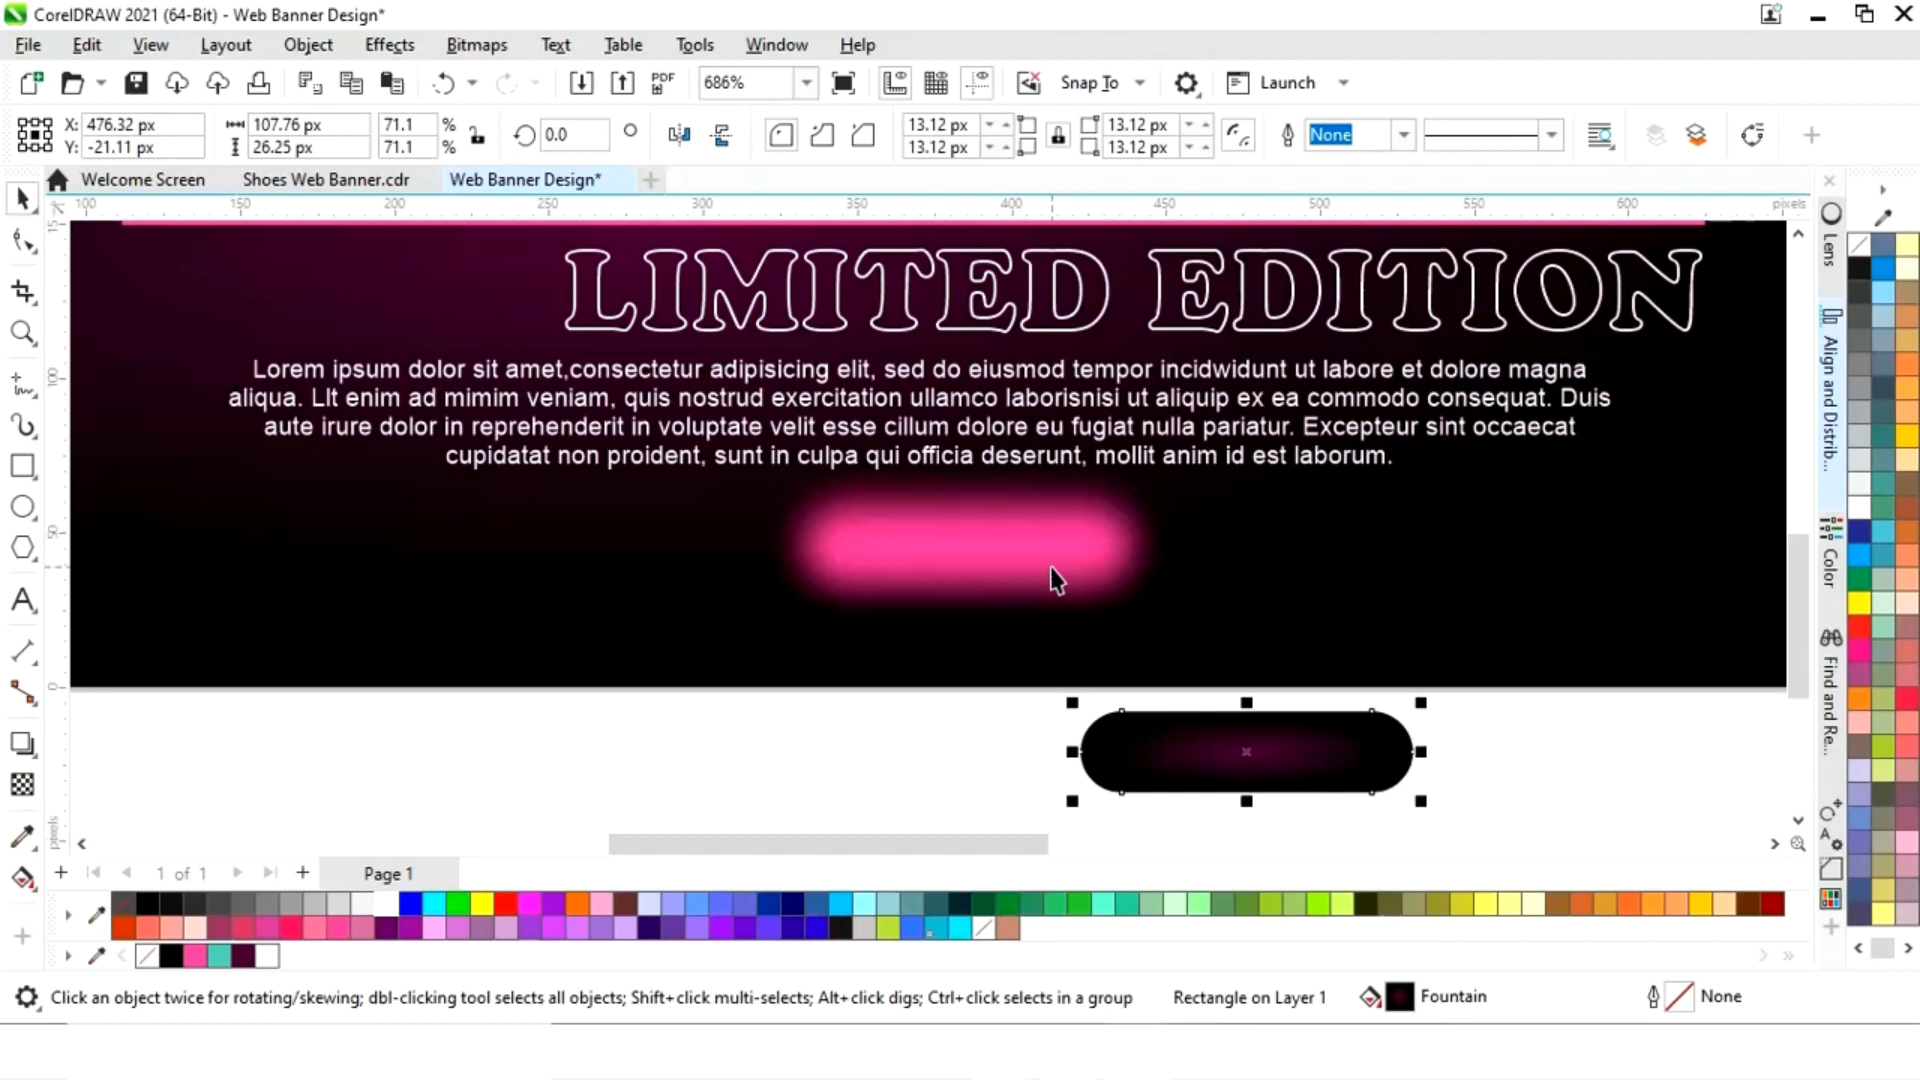 CorelDRAW 2021 (64-Bit) - Web Banner Design*
File Edit View Layout Object Effects Bitmaps Text Table Tools Window Help
PDF 686% Snap To Launch
X: 476.32 px 107.76 px 71.1 % 0.0 13.12 px 13.12 px None
Y: -21.11 px 26.25 px 71.1 % 13.12 px 13.12 px
Welcome Screen Shoes Web Banner.cdr Web Banner Design*
100 150 200 250 300 350 400 450 500 550 600 pixels
LIMITED EDITION
Lorem ipsum dolor sit amet,consectetur adipisicing elit, sed do eiusmod tempor incidwidunt ut labore et dolore magna
aliqua. LIt enim ad mimim veniam, quis nostrud exercitation ullamco laborisnisi ut aliquip ex ea commodo consequat. Duis
aute irure dolor in reprehenderit in voluptate velit esse cillum dolore eu fugiat nulla pariatur. Excepteur sint occaecat
cupidatat non proident, sunt in culpa qui officia deserunt, mollit anim id est laborum.
15
100
50
0
pixels
Lens
Align and Distrib...
Color
Find and Re...
1 of 1 Page 1
Click an object twice for rotating/skewing; dbl-clicking tool selects all objects; Shift+click multi-selects; Alt+click digs; Ctrl+click selects in a group Rectangle on Layer 1 Fountain None